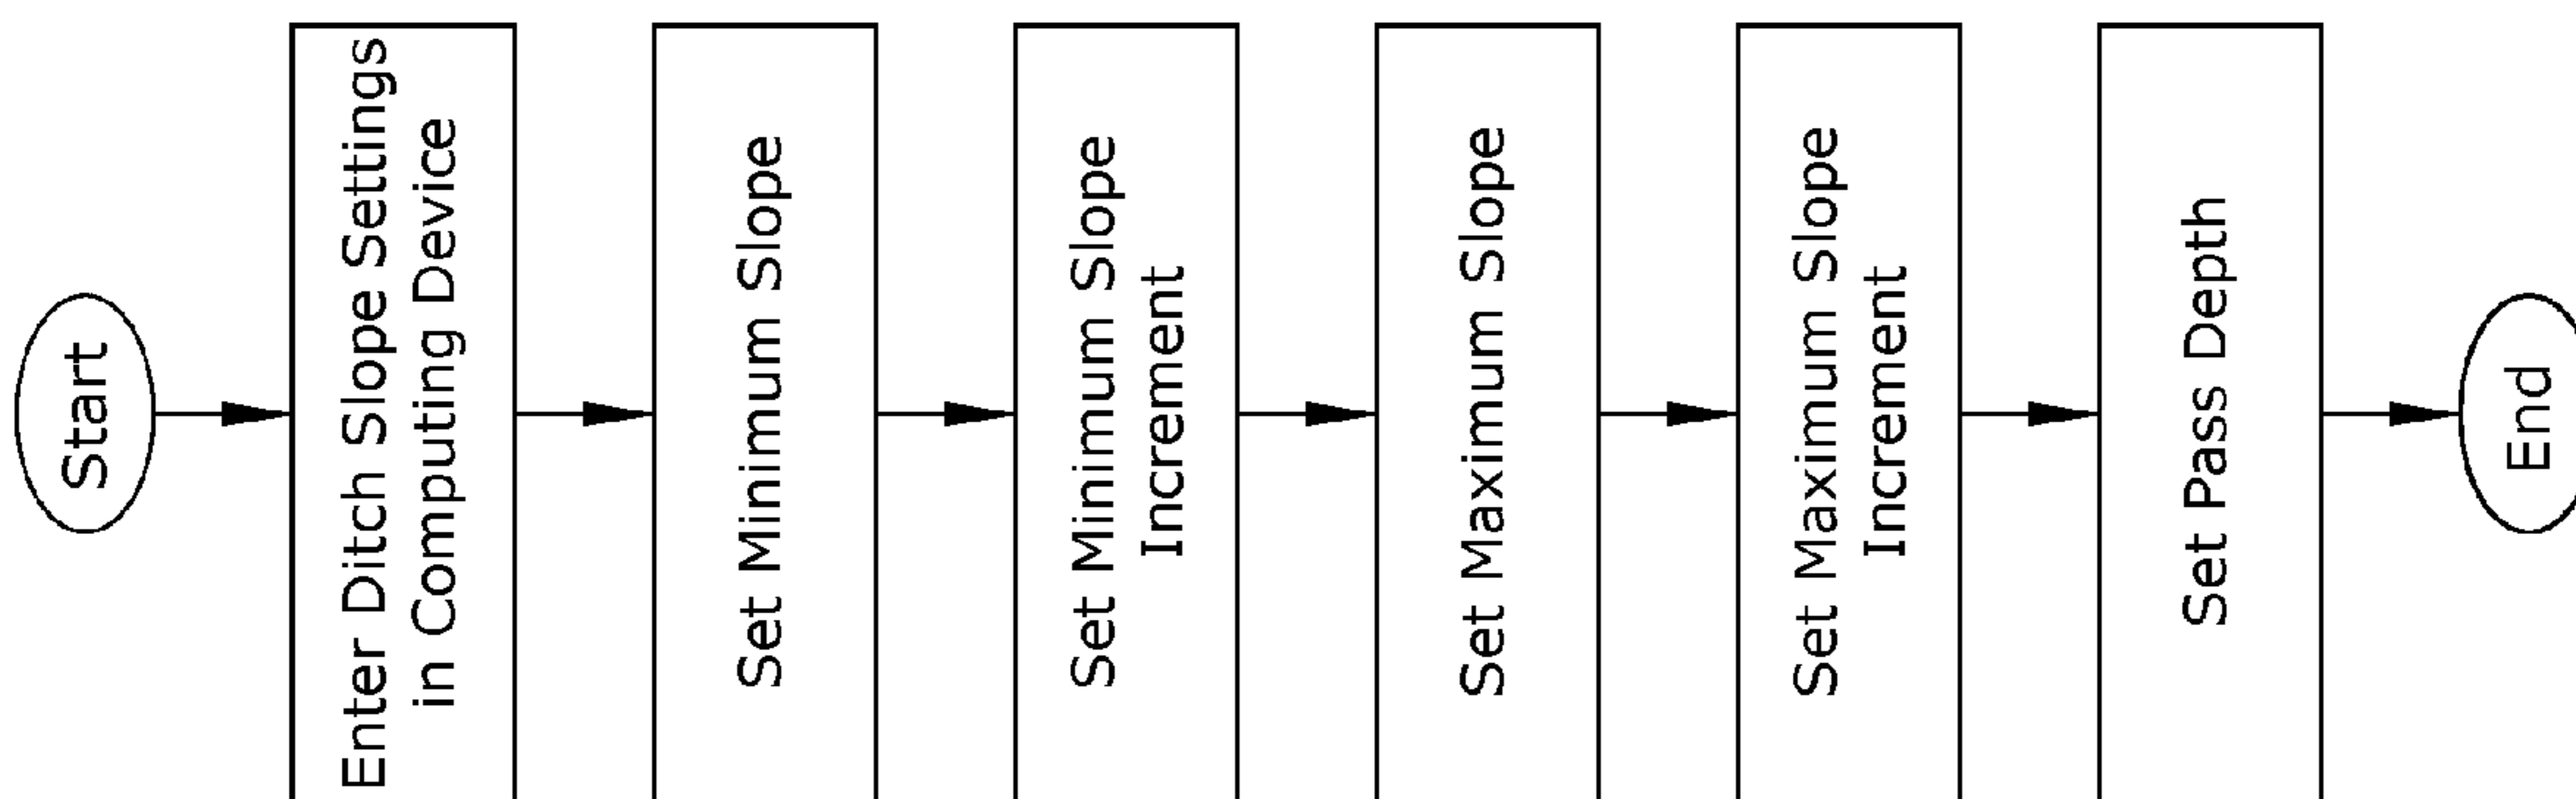 Start
Enter Ditch Slope Settings
in Computing Device
Set Minimum Slope
Set Minimum Slope
Increment
Set Maximum Slope
Set Maximum Slope
Increment
Set Pass Depth
End